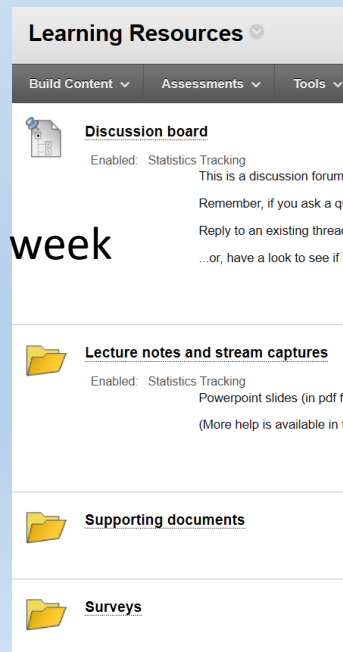 Learning Resources
Build Content Assessments Tools
Discussion board
Enabled: Statistics Tracking
This is a discussion forum
Remember, if you ask a
week
Reply to an existing
...or, have a look to see if
Lecture notes and stream captures
Enabled: Statistics Tracking
Powerpoint slides (in pdf
(More help is available in
Supporting documents
Surveys